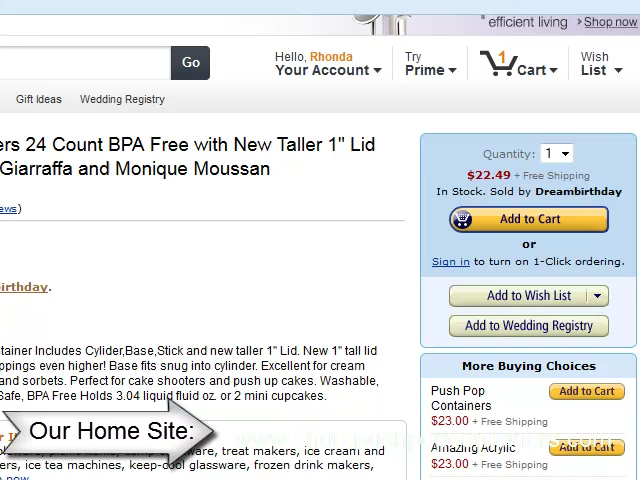 efficient living › Shop now
Go
Hello, Rhonda
Your Account
Try
Prime
1
Cart
Wish
List
Gift Ideas Wedding Registry
ers 24 Count BPA Free with New Taller 1" Lid
Giarraffa and Monique Moussan
ews)
Quantity: 1
$22.49 + Free Shipping
In Stock. Sold by Dreambirthday
Add to Cart
or
Sign in to turn on 1-Click ordering.
Add to Wish List
Add to Wedding Registry
birthday.
tainer Includes Cylider,Base,Stick and new taller 1" Lid. New 1" tall lid
ppings even higher! Base fits snug into cylinder. Excellent for cream
and sorbets. Perfect for cake shooters and push up cakes. Washable,
Safe, BPA Free Holds 3.04 liquid fluid oz. or 2 mini cupcakes.
More Buying Choices
Push Pop
Containers
$23.00 + Free Shipping
Add to Cart
Amazing Acrylic
$23.00 + Free Shipping
Add to Cart
Our Home Site:
treat makers, ice cream and
ers, ice tea machines, keep-cool glassware, frozen drink makers,